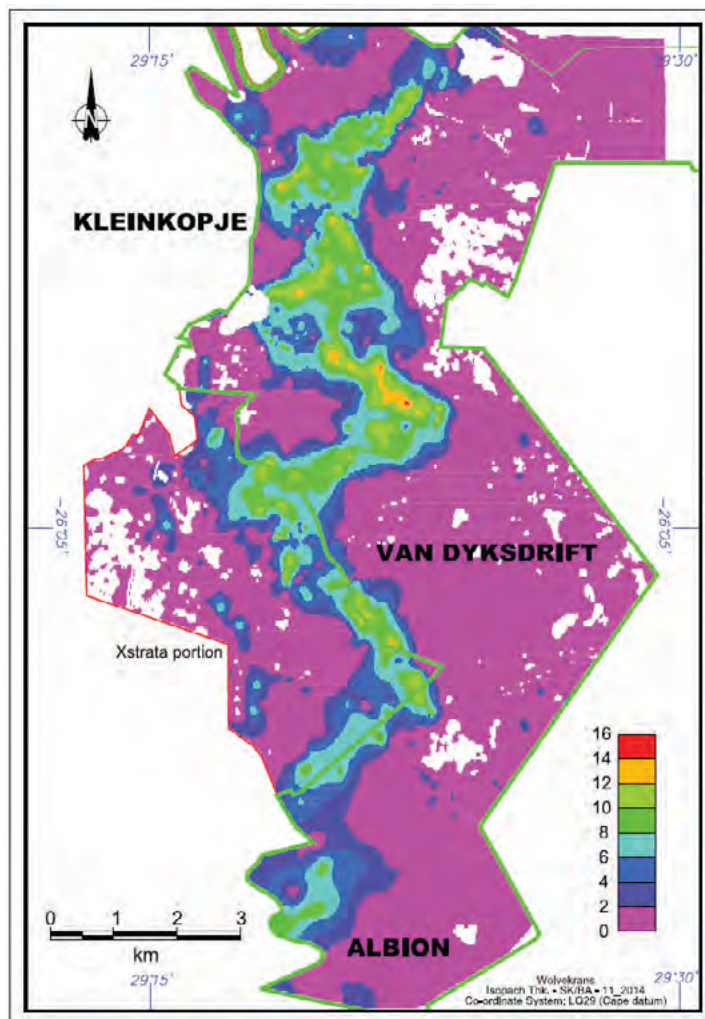 29°15'
29°30'
N
KLEINKOPJE
-26°05'
-26°05'
VAN DYKSDRIFT
Xstrata portion
16
14
12
10
8
6
4
2
0
0 1 2 3
km
ALBION
29°15'
29°30'
Wolvekrans
Isopach Thk. • SK/BA • 11_2014
Co-ordinate System; LO29 (Cape datum)